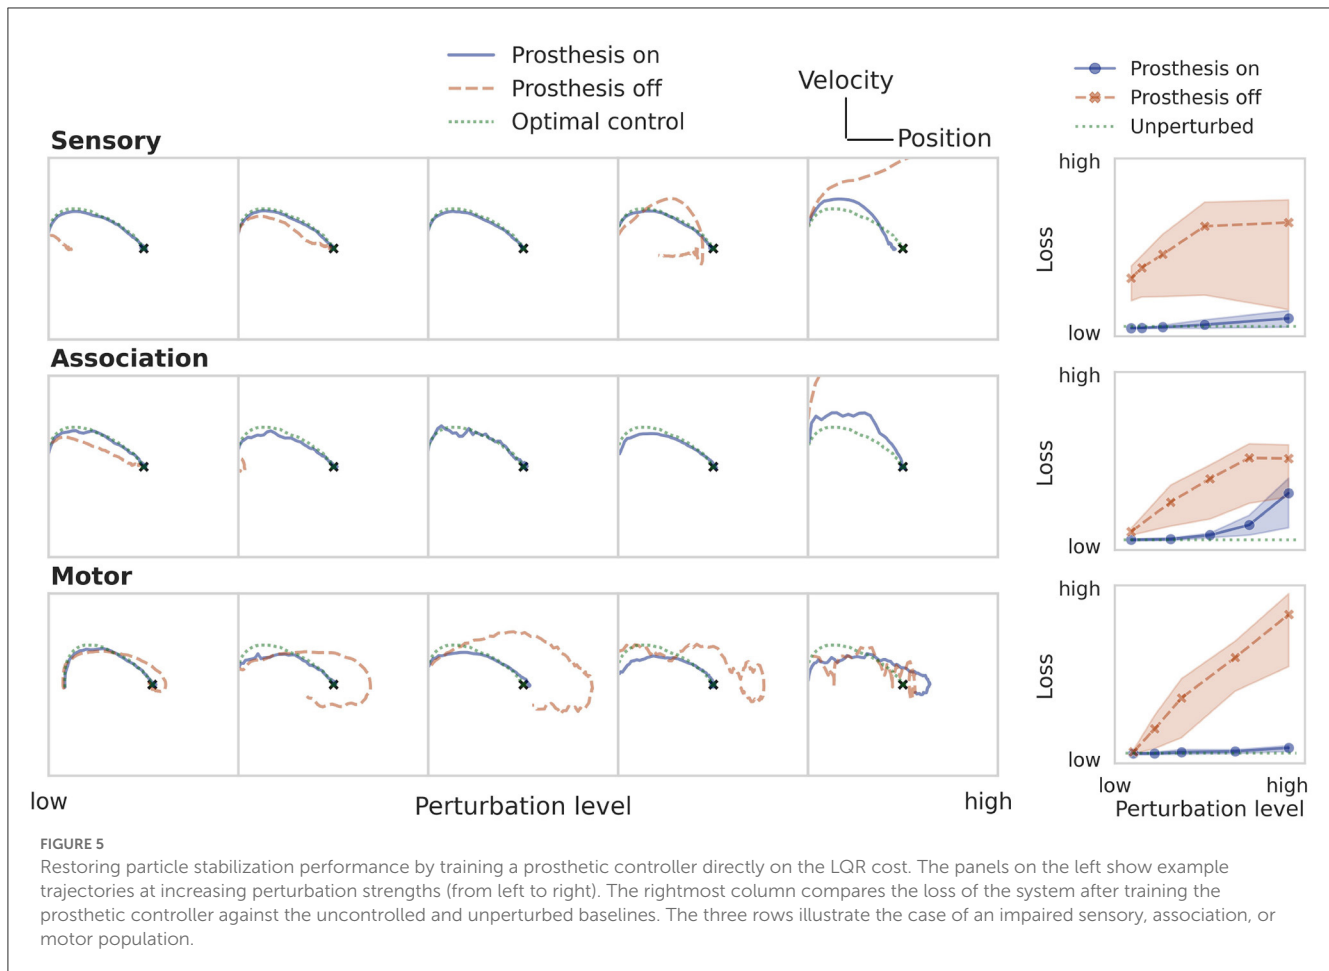 Prosthesis on
Prosthesis off
Optimal control
Velocity
Position
Prosthesis on
Prosthesis off
Unperturbed
Sensory
high
Loss
low
Association
high
Loss
low
Motor
high
Loss
low
low
Perturbation level
high
low
high
Perturbation level
FIGURE 5
Restoring particle stabilization performance by training a prosthetic controller directly on the LQR cost. The panels on the left show example
trajectories at increasing perturbation strengths (from left to right). The rightmost column compares the loss of the system after training the
prosthetic controller against the uncontrolled and unperturbed baselines. The three rows illustrate the case of an impaired sensory, association, or
motor population.